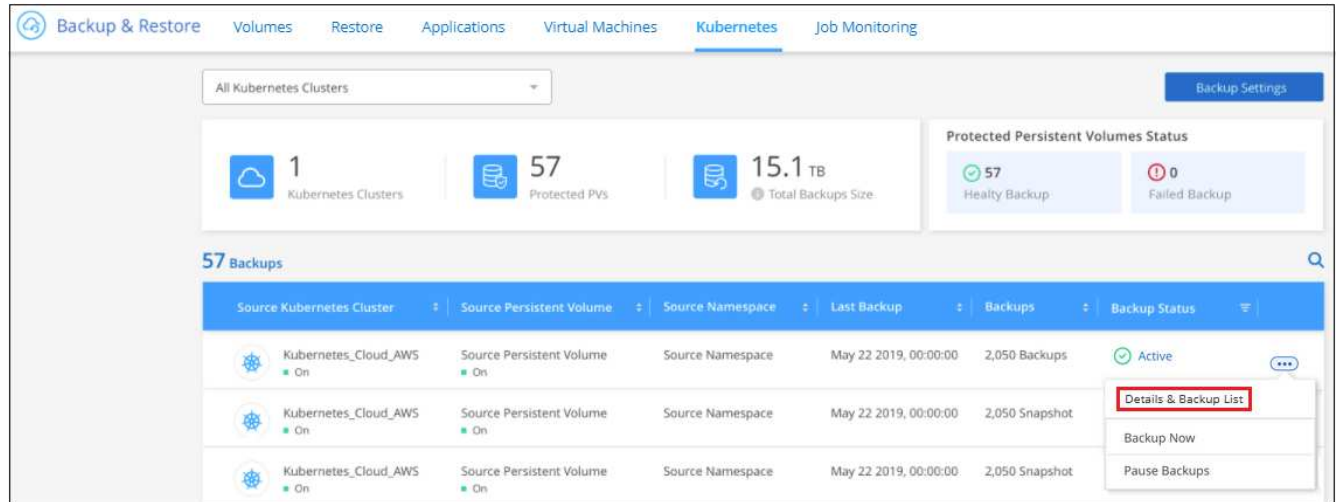 Backup & Restore Volumes Restore Applications Virtual Machines Kubernetes Job Monitoring
All Kubernetes Clusters
Backup Settings
1
Kubernetes Clusters
57
Protected PVs
15.1 TB
Total Backups Size
Protected Persistent Volumes Status
57
Healty Backup
0
Failed Backup
57 Backups
Source Kubernetes Cluster Source Persistent Volume Source Namespace Last Backup Backups Backup Status
Kubernetes_Cloud_AWS Source Persistent Volume Source Namespace May 22 2019, 00:00:00 2,050 Backups Active
On On
Details & Backup List
Kubernetes_Cloud_AWS Source Persistent Volume Source Namespace May 22 2019, 00:00:00 2,050 Snapshot
On On
Backup Now
Kubernetes_Cloud_AWS Source Persistent Volume Source Namespace May 22 2019, 00:00:00 2,050 Snapshot
Pause Backups
On On